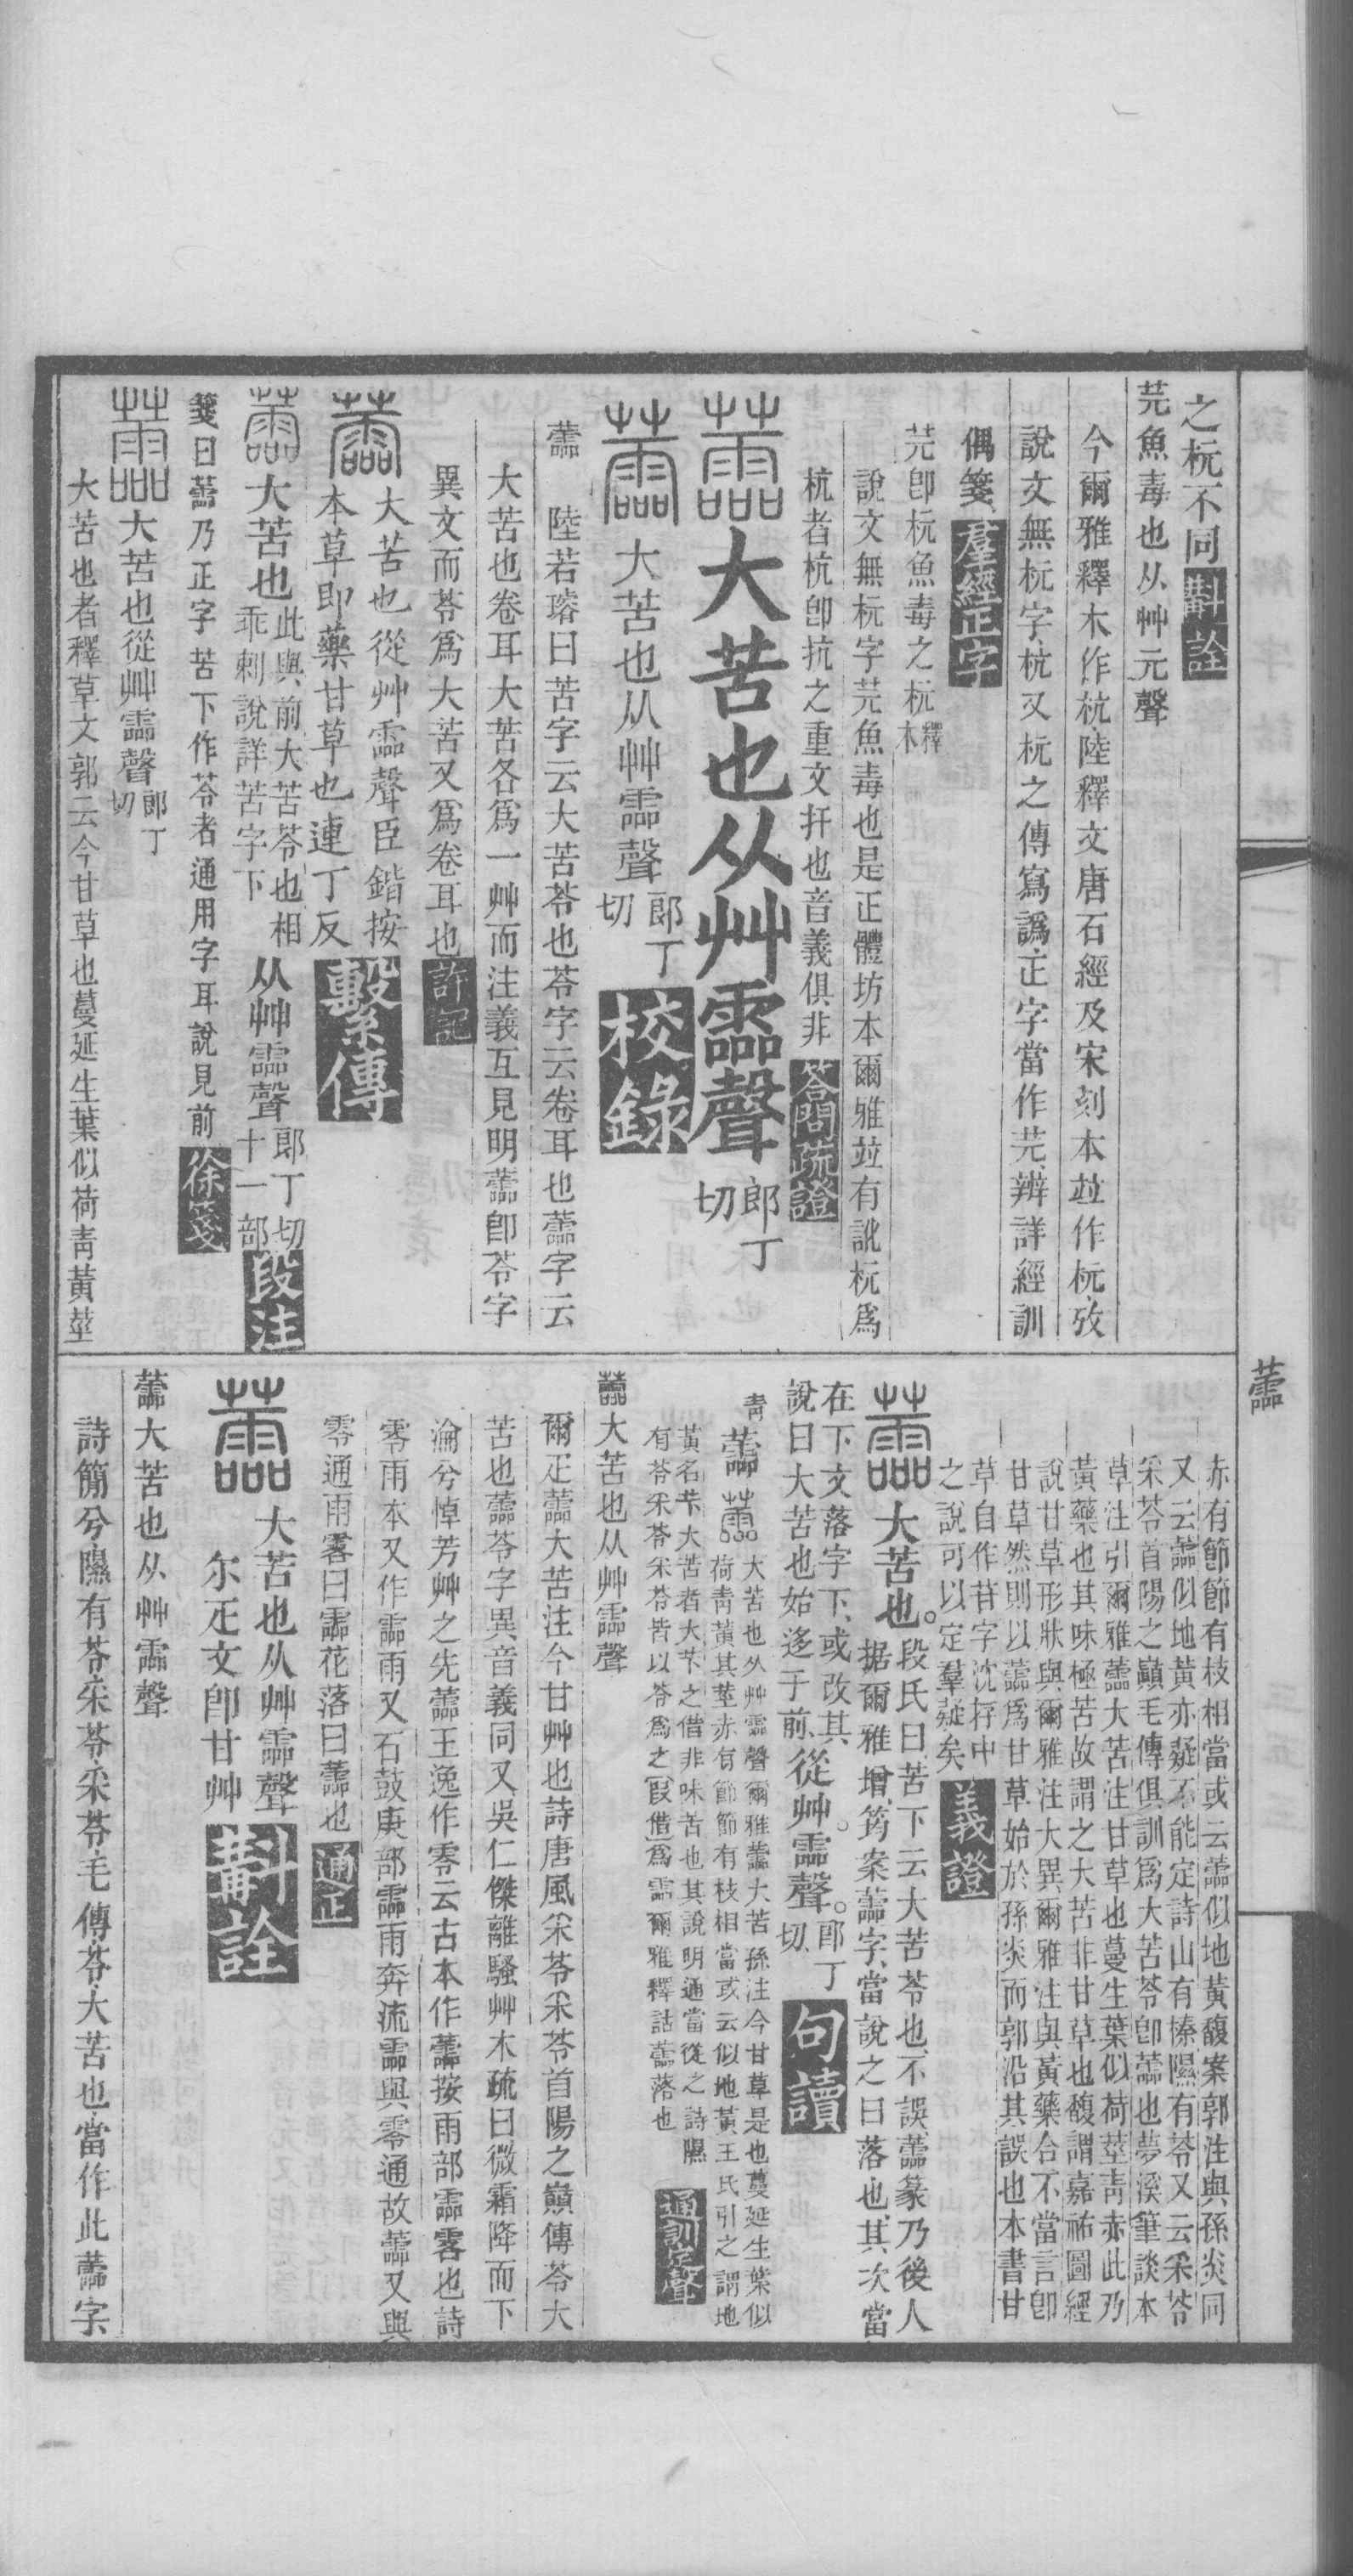 之杬不同斠詮
芫魚毒也从艸元聲
今爾雅釋木作杭陸釋文唐石經及宋刻本竝作杬攷
說文無杬字杭又杬之傳寫譌正字當作芫辨詳經訓
偶箋羣經正字
芫卽杬魚毒之杬釋木
說文無杬字芫魚毒也是正體坊本爾雅竝有訛杬爲
杭者杭卽抗之重文扞也音義俱非答問疏證
蘦大苦也从艸霝聲郎丁切
蘦大苦也从艸霝聲郎丁切校錄
蘦 陸若璿曰苦字云大苦苓也苓字云卷耳也蘦字云
大苦也卷耳大苦各爲一艸而注義互見明蘦卽苓字
異文而苓爲大苦又爲卷耳也許記
蘦大苦也從艸霝聲臣鍇按
本草卽藥甘草也連丁反繫傳
蘦大苦也此與前大苦苓也相乖剌說詳苦字下从艸霝聲郎丁切十一部段注
箋曰蘦乃正字苦下作苓者通用字耳說見前徐箋
蘦大苦也從艸霝聲郎丁切
大苦也者釋草文郭云今甘草也蔓延生葉似荷靑黃莖
蘦
赤有節節有枝相當或云蘦似地黃馥案郭注與孫炎同
又云蘦似地黃亦疑不能定詩山有榛隰有苓又云采苓
采苓首陽之巔毛傳俱訓爲大苦苓卽蘦也夢溪筆談本
草注引爾雅蘦大苦注甘草也蔓生葉似荷莖靑赤此乃
黃藥也其味極苦故謂之大苦非甘草也馥謂嘉祐圖經
說甘草形狀與爾雅注大異爾雅注與黃藥合不當言卽
甘草然則以蘦爲甘草始於孫炎而郭沿其誤也本書甘
草自作苷字沈存中
之說可以定羣疑矣義證
蘦大苦也。段氏曰苦下云大苦苓也不誤蘦篆乃後人
据爾雅增筠案蘦字當說之曰落也其次當
在下文落字下或改其
說曰大苦也始迻于前從艸。霝聲。郎丁切句讀
靑蘦蘦大苦也从艸霝聲爾雅蘦大苦孫注今甘草是也蔓延生葉似
荷靑黃其莖赤有節節有枝相當或云似地黃王氏引之謂地
黃名芐大苦者大芐之借非味苦也其說明通當從之詩隰
有苓采苓采苓皆以苓爲之叚借爲霝爾雅釋詁蘦落也通訓定聲
蘦大苦也从艸霝聲
爾疋蘦大苦注今甘艸也詩唐風采苓采苓首陽之巔傳苓大
苦也蘦苓字異音義同又吳仁傑離騷艸木疏曰微霜降而下
淪兮悼芳艸之先蘦王逸作零云古本作蘦按雨部霝零也詩
零雨本又作霝雨又石鼓庚部霝雨奔流霝與零通故蘦又與
零通雨零曰霝花落曰蘦也通正
蘦大苦也从艸霝聲
尔疋文卽甘艸斠詮
蘦大苦也从艸霝聲
詩簡兮隰有苓采苓采苓毛傳苓大苦也當作此蘦字